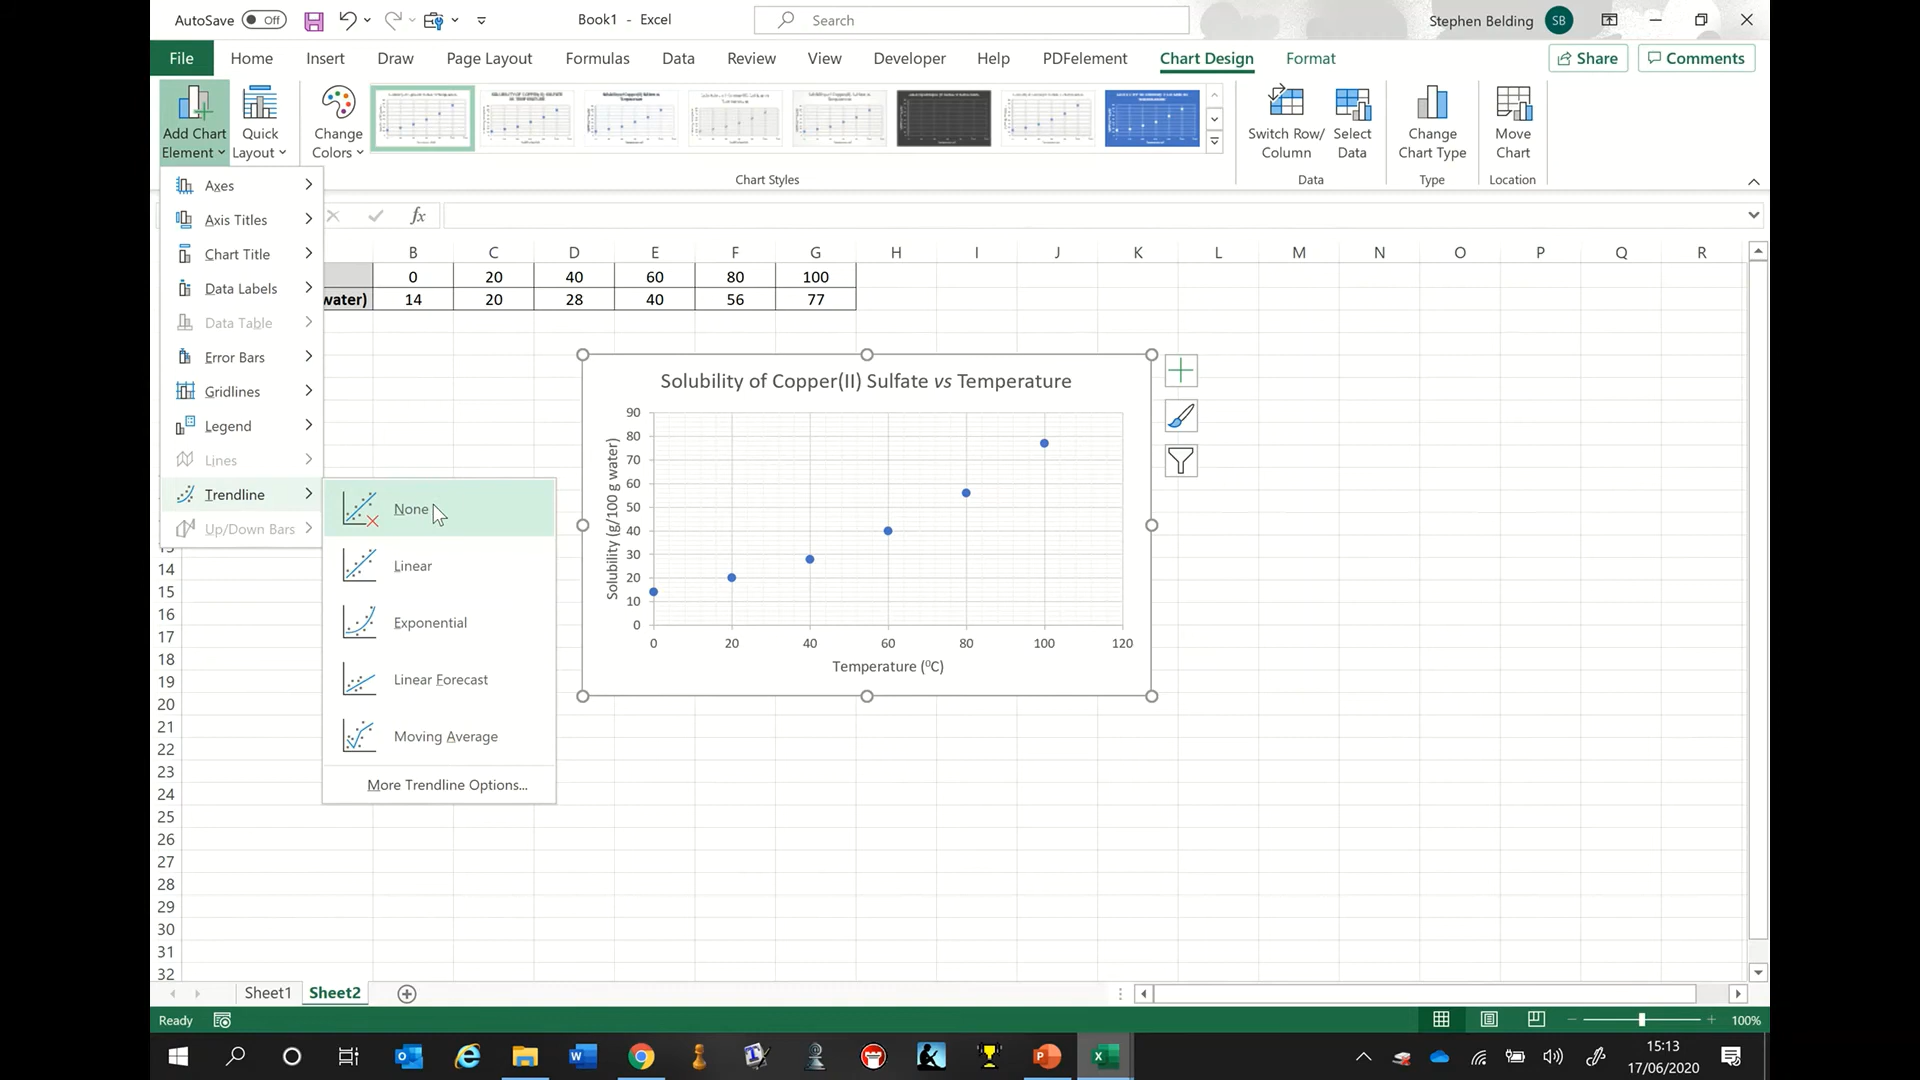 AutoSave Off
Book1 - Excel
Search
Stephen Belding SB
File Home Insert Draw Page Layout Formulas Data Review View Developer Help PDFelement Chart Design Format Share Comments
Add Chart Element
Quick Layout
Change Colors
Switch Row/ Column
Select Data
Change Chart Type
Move Chart
Chart Styles
Data
Type
Location
fx
Axes
Axis Titles
Chart Title
Data Labels
Data Table
Error Bars
Gridlines
Legend
Lines
Trendline
Up/Down Bars
None
Linear
Exponential
Linear Forecast
Moving Average
More Trendline Options...
B C D E F G H I J K L M N O P Q R
0 20 40 60 80 100
water) 14 20 28 40 56 77
Solubility of Copper(II) Sulfate vs Temperature
Solubility (g/100 g water)
90
80
70
60
50
40
30
20
10
0
0 20 40 60 80 100 120
Temperature (⁰C)
14
15
16
17
18
19
20
21
22
23
24
25
26
27
28
29
30
31
32
Sheet1 Sheet2
Ready
100%
15:13
17/06/2020